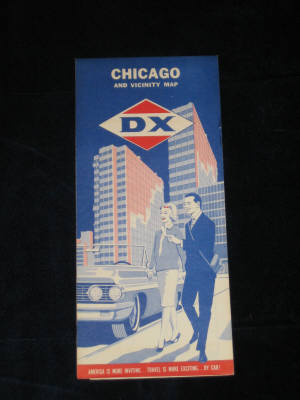 CHICAGO
AND VICINITY MAP
DX
AMERICA IS MORE INVITING. TRAVEL IS MORE EXCITING... BY CAR!